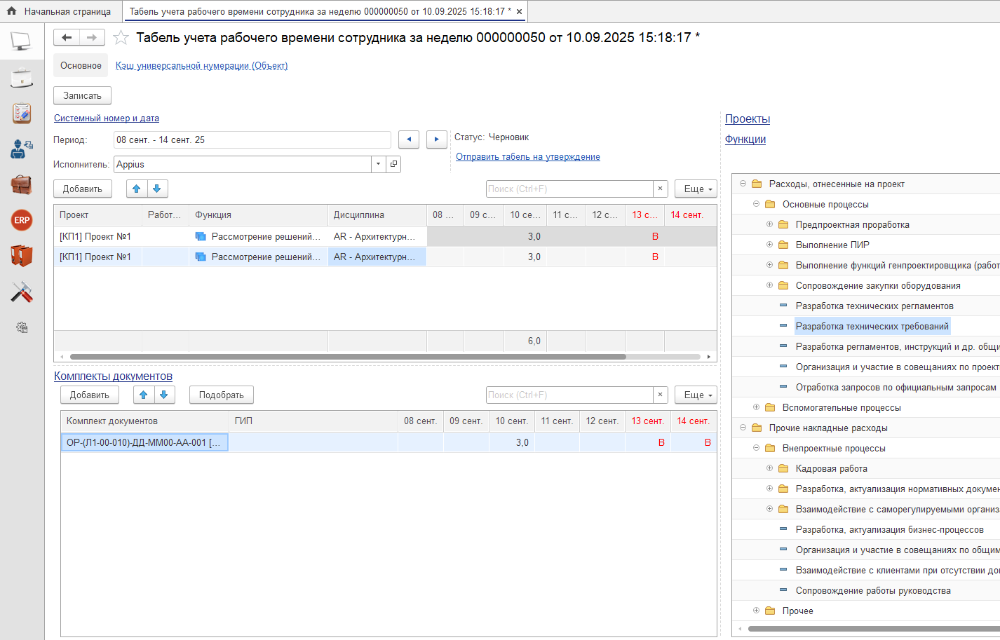 Начальная страница
Табель учета рабочего времени сотрудника за неделю 000000050 от 10.09.2025 15:18:17 * ×
Табель учета рабочего времени сотрудника за неделю 000000050 от 10.09.2025 15:18:17 *
Основное Кэш универсальной нумерации (Объект)
Записать
Системный номер и дата
Период: 08 сент. - 14 сент. 25
Статус: Черновик
Отправить табель на утверждение
Исполнитель: Appius
Добавить Поиск (Ctrl+F) × Еще
Проект Работ... Функция Дисциплина 08 ... 09 с... 10 се... 11 с... 12 с... 13 с... 14 сент.
[КП1] Проект №1 Рассмотрение решений... AR - Архитектурн... 3,0 В
[КП1] Проект №1 Рассмотрение решений... AR - Архитектурн... 3,0 В
6,0
Комплекты документов
Добавить Подобрать Поиск (Ctrl+F) × Еще
Комплект документов ГИП 08 сент. 09 сент. 10 сент. 11 сент. 12 сент. 13 сент. 14 сент.
ОР-(Л1-00-010)-ДД-ММ00-АА-001 [... 3,0 В В
Проекты
Функции
Расходы, отнесенные на проект
Основные процессы
Предпроектная проработка
Выполнение ПИР
Выполнение функций генпроектировщика (работ
Сопровождение закупки оборудования
Разработка технических регламентов
Разработка технических требований
Разработка регламентов, инструкций и др. общи
Организация и участие в совещаниях по проект
Отработка запросов по официальным запросам
Вспомогательные процессы
Прочие накладные расходы
Внепроектные процессы
Кадровая работа
Разработка, актуализация нормативных докумен
Взаимодействие с саморегулируемыми организ
Разработка, актуализация бизнес-процессов
Организация и участие в совещаниях по общим
Взаимодействие с клиентами при отсутствии до
Сопровождение работы руководства
Прочее
ERP